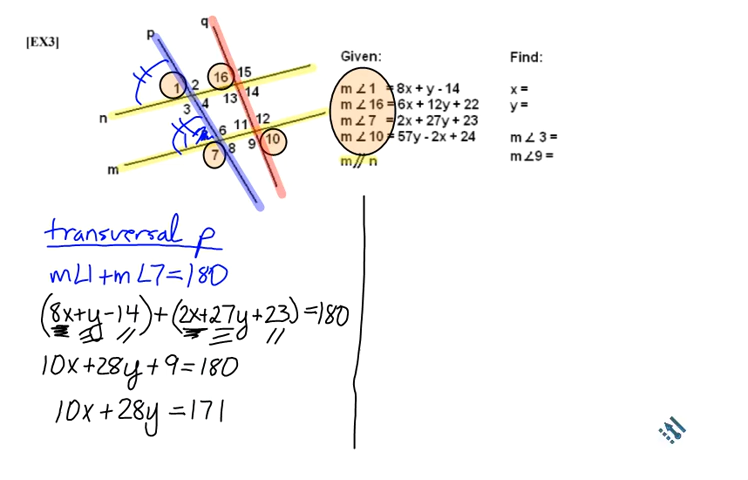 [EX3]
p
q
n
m
1 2
3 4
16 15
13 14
5 6
7 8
11 12
9 10
Given:
m∠1 = 8x + y - 14
m∠16 = 6x + 12y + 22
m∠7 = 2x + 27y + 23
m∠10 = 57y - 2x + 24
m // n
Find:
x =
y =
m∠3 =
m∠9 =
transversal p
m∠1 + m∠7 = 180
(8x+y-14) + (2x+27y+23) = 180
10x+28y+9=180
10x+28y=171